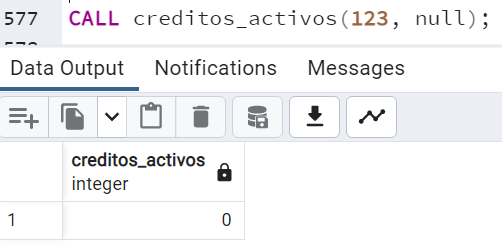 577 CALL creditos_activos(123, null);
Data Output Notifications Messages
creditos_activos
integer
1 0